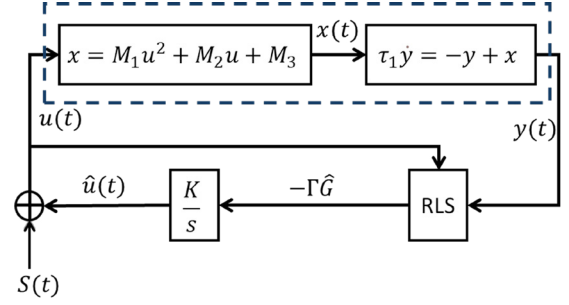 x(t)
x = M₁u² + M₂u + M₃
τ₁ẏ = −y + x
u(t)
y(t)
û(t)
K
s
−ΓĜ
RLS
S(t)